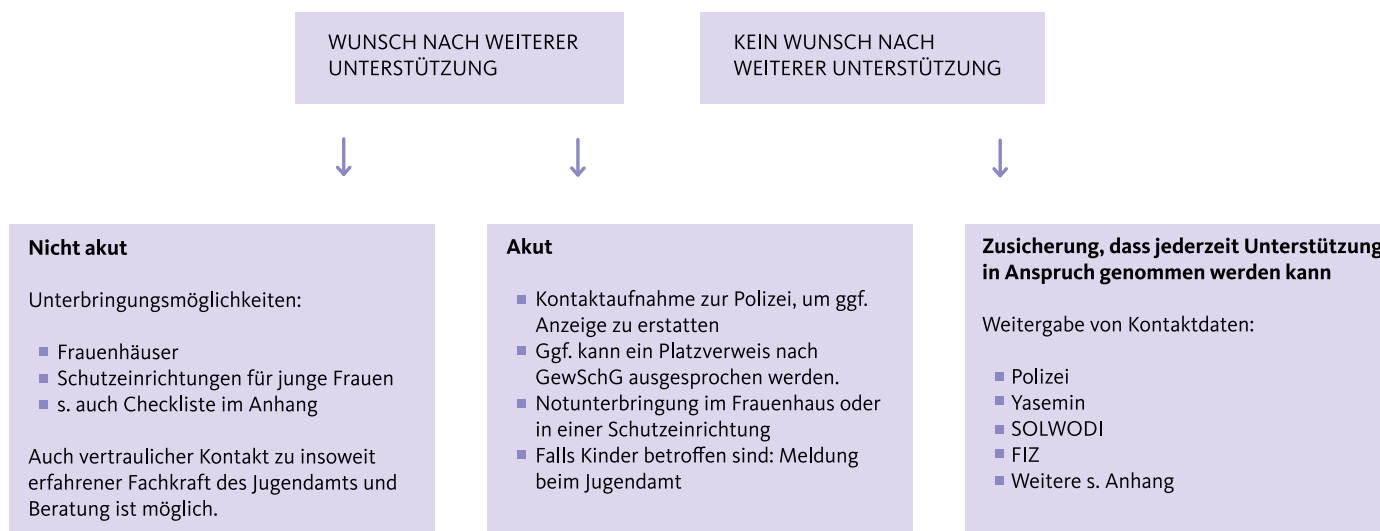 WUNSCH NACH WEITERER
UNTERSTÜTZUNG
KEIN WUNSCH NACH
WEITERER UNTERSTÜTZUNG
Nicht akut
Unterbringungsmöglichkeiten:
Frauenhäuser
Schutzeinrichtungen für junge Frauen
s. auch Checkliste im Anhang
Auch vertraulicher Kontakt zu insoweit
erfahrener Fachkraft des Jugendamts und
Beratung ist möglich.
Akut
Kontaktaufnahme zur Polizei, um ggf.
Anzeige zu erstatten
Ggf. kann ein Platzverweis nach
GewSchG ausgesprochen werden.
Notunterbringung im Frauenhaus oder
in einer Schutzeinrichtung
Falls Kinder betroffen sind: Meldung
beim Jugendamt
Zusicherung, dass jederzeit Unterstützung
in Anspruch genommen werden kann
Weitergabe von Kontaktdaten:
Polizei
Yasemin
SOLWODI
FIZ
Weitere s. Anhang